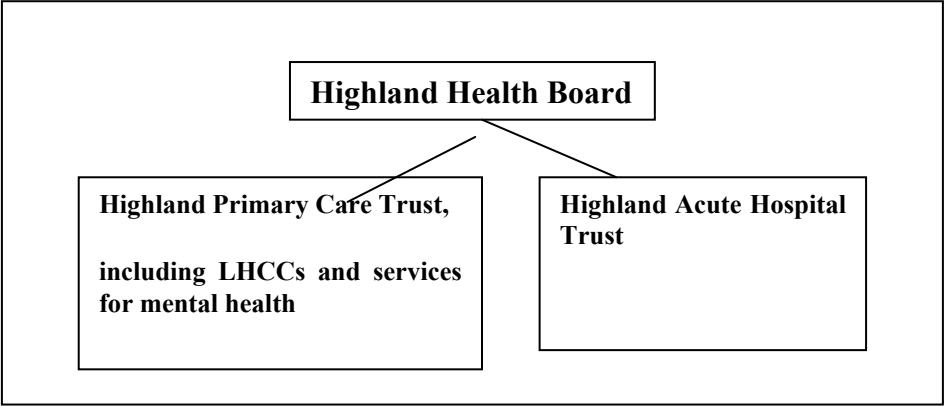 Highland Health Board
Highland Primary Care Trust,
including LHCCs and services
for mental health
Highland Acute Hospital
Trust